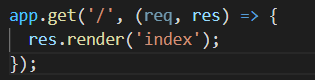 app.get('/', (req, res) => {
  res.render('index');
});